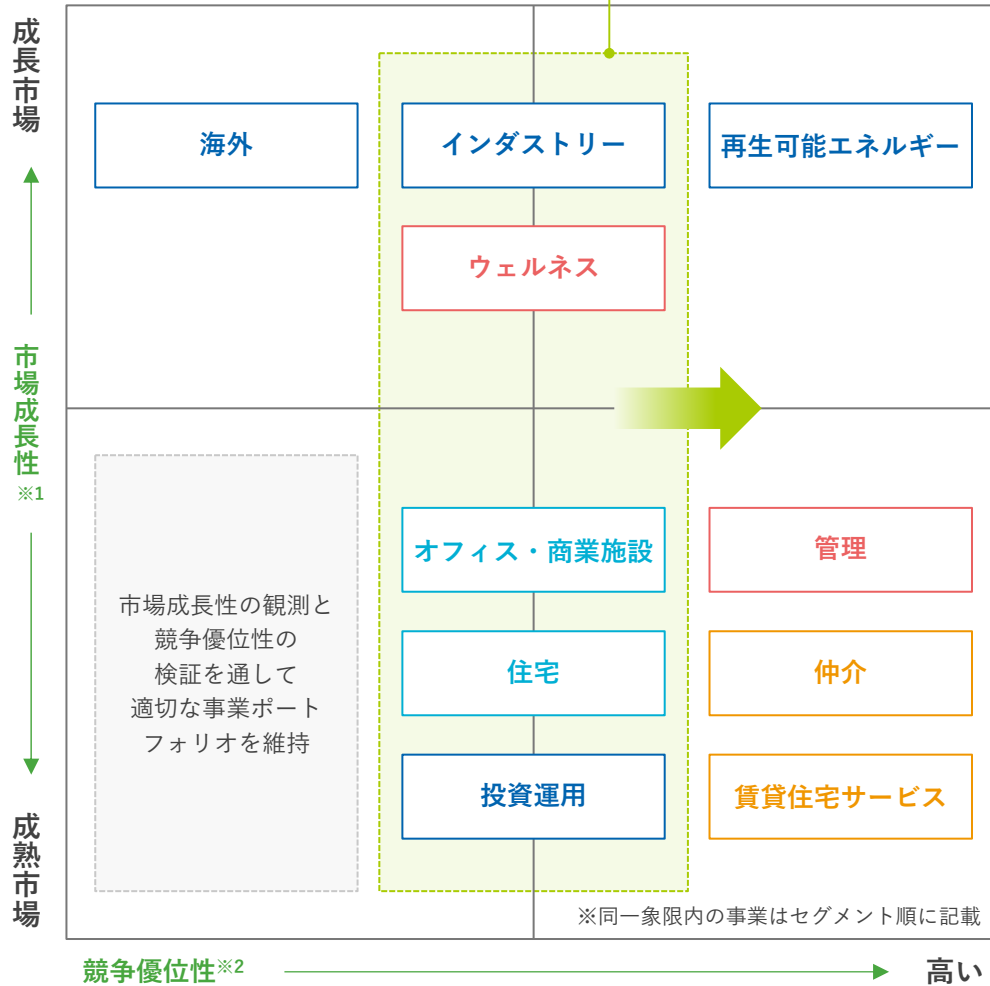 成長市場
海外
インダストリー
再生可能エネルギー
ウェルネス
市場成長性
※1
オフィス・商業施設
管理
市場成長性の観測と
競争優位性の
検証を通して
適切な事業ポート
フォリオを維持
住宅
仲介
投資運用
賃貸住宅サービス
成熟市場
※同一象限内の事業はセグメント順に記載
競争優位性※2
高い